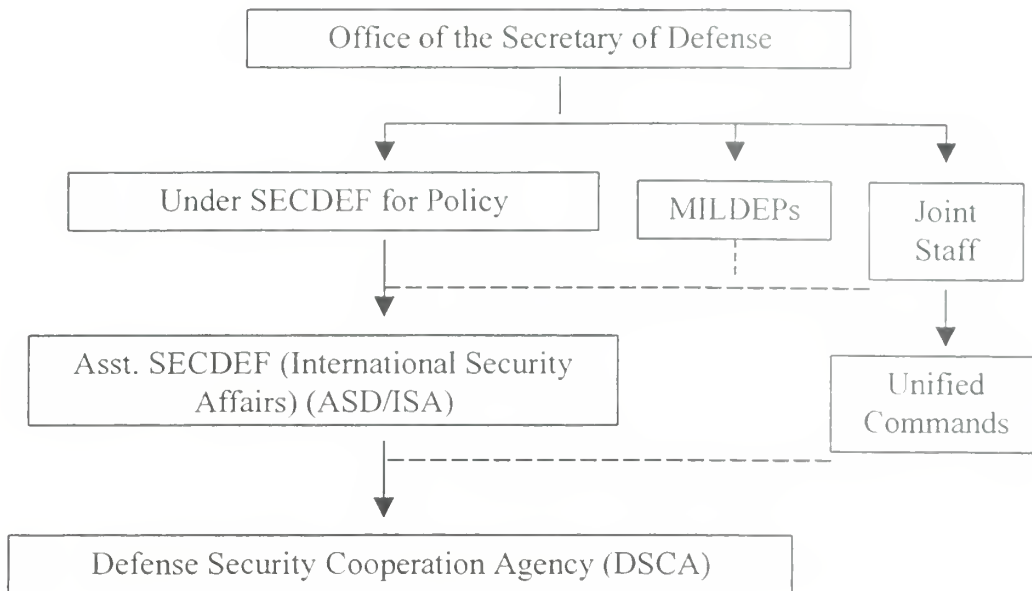 Office of the Secretary of Defense
Under SECDEF for Policy
MILDEPs
Joint
Staff
Asst. SECDEF (International Security
Affairs) (ASD/ISA)
Unified
Commands
Defense Security Cooperation Agency (DSCA)